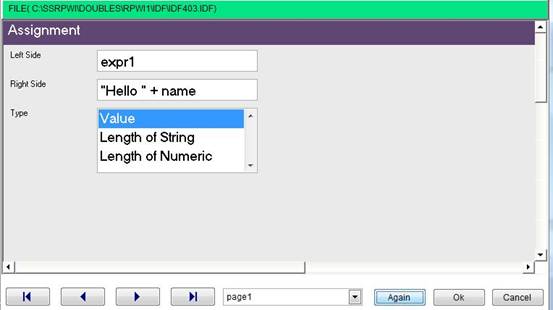 FILE( C:\SSRPWI\DOUBLES\RPWI1\IDF\IDF403.IDF)
Assignment
Left Side
expr1
Right Side
"Hello " + name
Type
Value
Length of String
Length of Numeric
page1
Again
Ok
Cancel